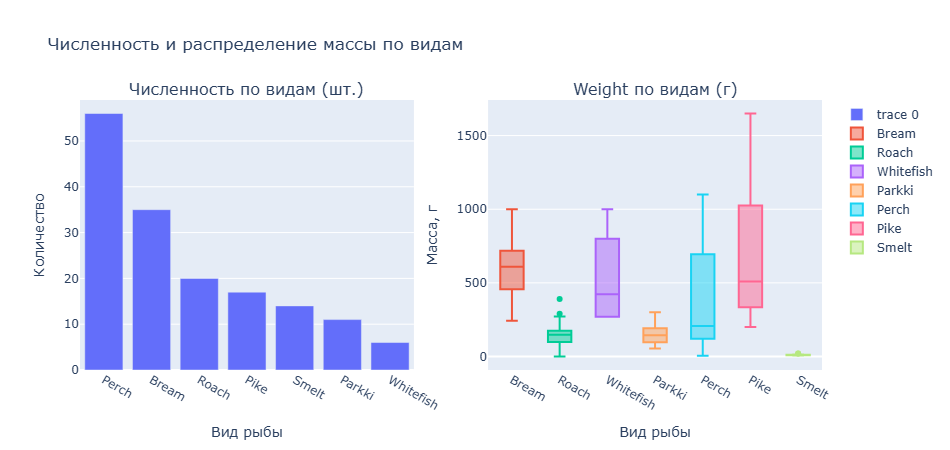 Численность и распределение массы по видам
Численность по видам (шт.)
Количество
50
40
30
20
10
0
Perch
Bream
Roach
Pike
Smelt
Parkki
Whitefish
Вид рыбы
Weight по видам (г)
Масса, г
1500
1000
500
0
Bream
Roach
Whitefish
Parkki
Perch
Pike
Smelt
Вид рыбы
trace 0
Bream
Roach
Whitefish
Parkki
Perch
Pike
Smelt